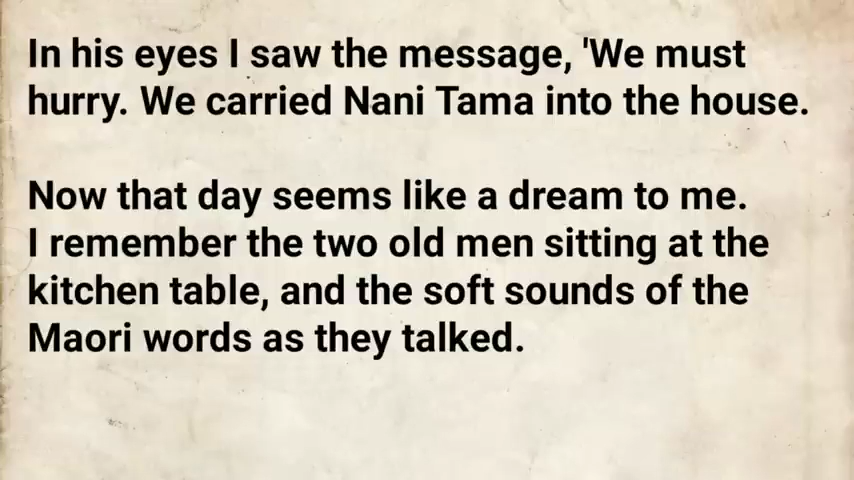 In his eyes I saw the message, 'We must
hurry. We carried Nani Tama into the house.
Now that day seems like a dream to me.
I remember the two old men sitting at the
kitchen table, and the soft sounds of the
Maori words as they talked.